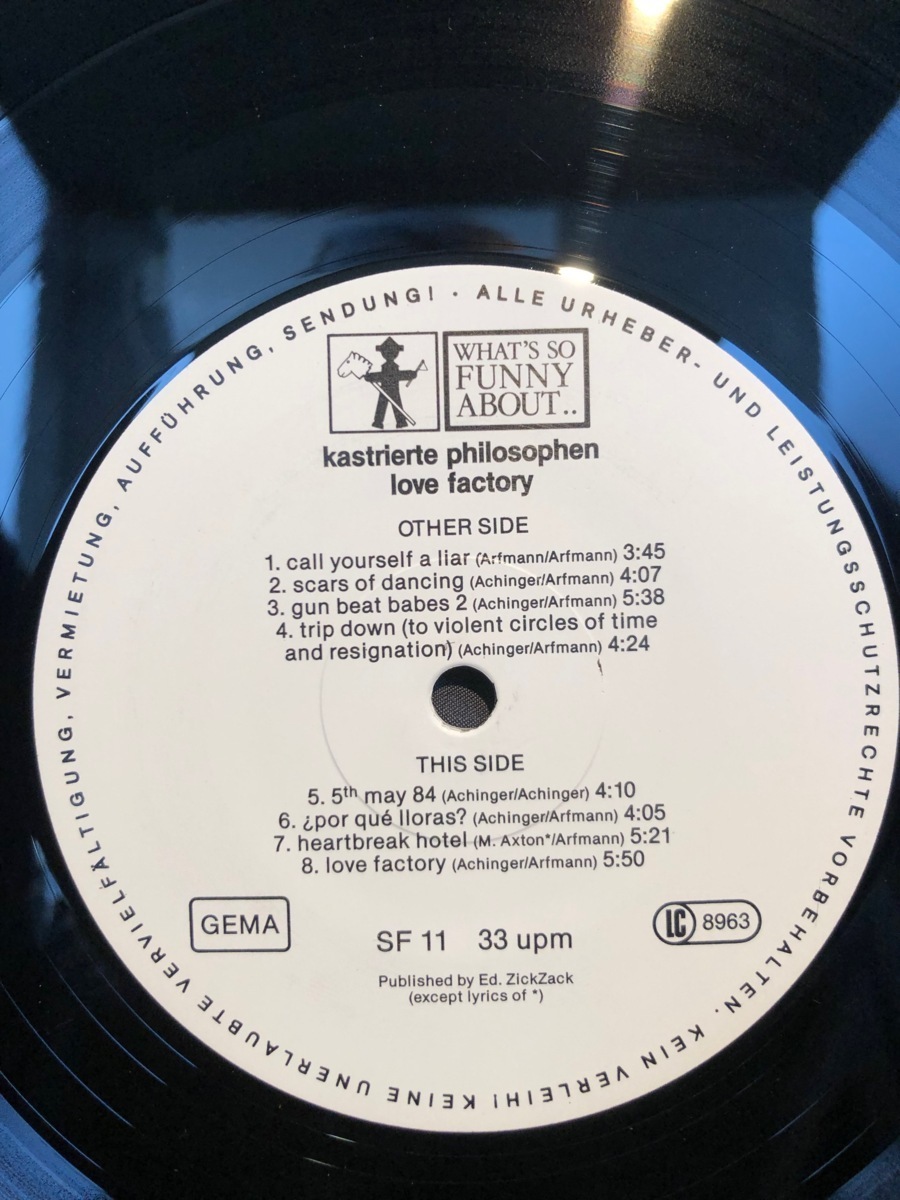 ALLE URHEBER- UND LEISTUNGSSCHUTZRECHTE VORBEHALTEN. KEIN VERLEIH! KEINE UNERLAUBTE VERVIELFÄLTIGUNG, VERMIETUNG, AUFFÜHRUNG, SENDUNG! ·
WHAT'S SO
FUNNY
ABOUT..
kastrierte philosophen
love factory
OTHER SIDE
1. call yourself a liar (Arfmann/Arfmann) 3:45
2. scars of dancing (Achinger/Arfmann) 4:07
3. gun beat babes 2 (Achinger/Arfmann) 5:38
4. trip down (to violent circles of time
and resignation) (Achinger/Arfmann) 4:24
THIS SIDE
5. 5th may 84 (Achinger/Achinger) 4:10
6. ¿por qué lloras? (Achinger/Arfmann) 4:05
7. heartbreak hotel (M. Axton*/Arfmann) 5:21
8. love factory (Achinger/Arfmann) 5:50
GEMA
SF 11 33 upm
LC 8963
Published by Ed. ZickZack
(except lyrics of *)